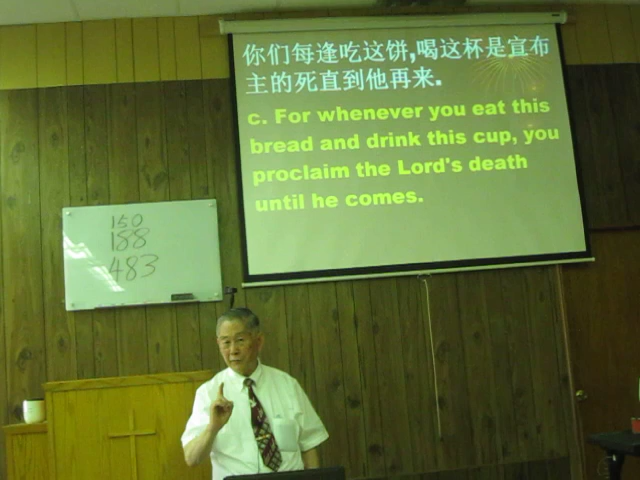 你们每逢吃这饼,喝这杯是宣布
主的死直到他再来.
c. For whenever you eat this
bread and drink this cup, you
proclaim the Lord's death
until he comes.
150
188
483